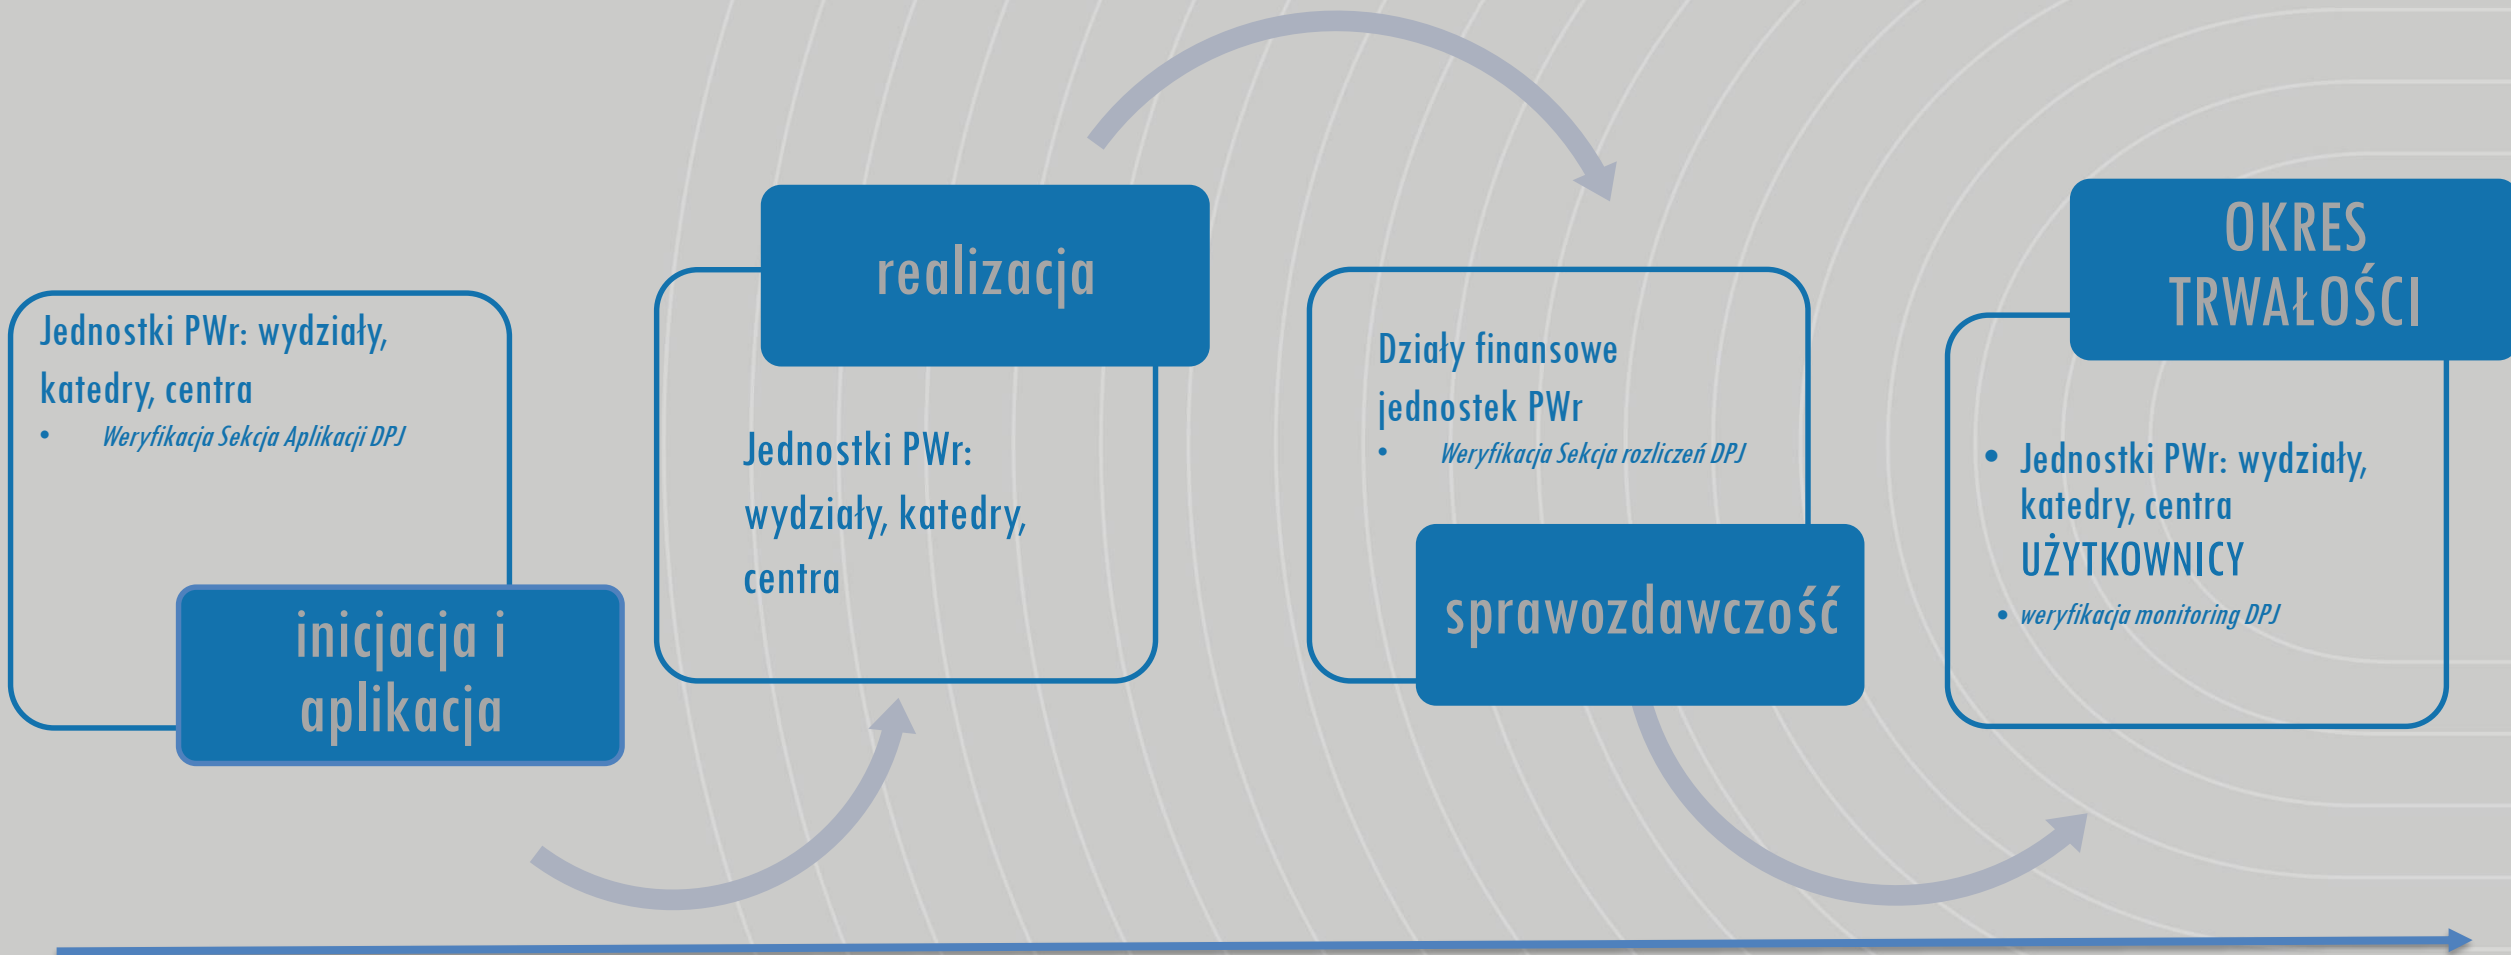 Jednostki PWr: wydziały,
katedry, centra
• Weryfikacja Sekcja Aplikacji DPJ
inicjacja i
aplikacja
realizacja
Jednostki PWr:
wydziały, katedry,
centra
Działy finansowe
jednostek PWr
• Weryfikacja Sekcja rozliczeń DPJ
sprawozdawczość
OKRES
TRWAŁOŚCI
• Jednostki PWr: wydziały,
katedry, centra
UŻYTKOWNICY
• weryfikacja monitoring DPJ